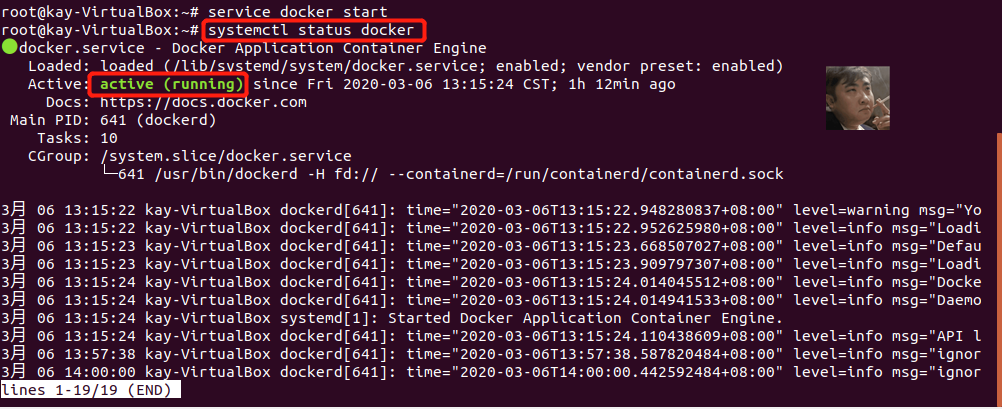 root@kay-VirtualBox:~# service docker start
root@kay-VirtualBox:~# systemctl status docker
●docker.service - Docker Application Container Engine
   Loaded: loaded (/lib/systemd/system/docker.service; enabled; vendor preset: enabled)
   Active: active (running) since Fri 2020-03-06 13:15:24 CST; 1h 12min ago
     Docs: https://docs.docker.com
 Main PID: 641 (dockerd)
    Tasks: 10
   CGroup: /system.slice/docker.service
           └─641 /usr/bin/dockerd -H fd:// --containerd=/run/containerd/containerd.sock
3月 06 13:15:22 kay-VirtualBox dockerd[641]: time="2020-03-06T13:15:22.948280837+08:00" level=warning msg="Yo
3月 06 13:15:22 kay-VirtualBox dockerd[641]: time="2020-03-06T13:15:22.952625980+08:00" level=info msg="Loadi
3月 06 13:15:23 kay-VirtualBox dockerd[641]: time="2020-03-06T13:15:23.668507027+08:00" level=info msg="Defau
3月 06 13:15:23 kay-VirtualBox dockerd[641]: time="2020-03-06T13:15:23.909797307+08:00" level=info msg="Loadi
3月 06 13:15:24 kay-VirtualBox dockerd[641]: time="2020-03-06T13:15:24.014045512+08:00" level=info msg="Docke
3月 06 13:15:24 kay-VirtualBox dockerd[641]: time="2020-03-06T13:15:24.014941533+08:00" level=info msg="Daemo
3月 06 13:15:24 kay-VirtualBox systemd[1]: Started Docker Application Container Engine.
3月 06 13:15:24 kay-VirtualBox dockerd[641]: time="2020-03-06T13:15:24.110438609+08:00" level=info msg="API l
3月 06 13:57:38 kay-VirtualBox dockerd[641]: time="2020-03-06T13:57:38.587820484+08:00" level=info msg="ignor
3月 06 14:00:00 kay-VirtualBox dockerd[641]: time="2020-03-06T14:00:00.442592484+08:00" level=info msg="ignor
lines 1-19/19 (END)